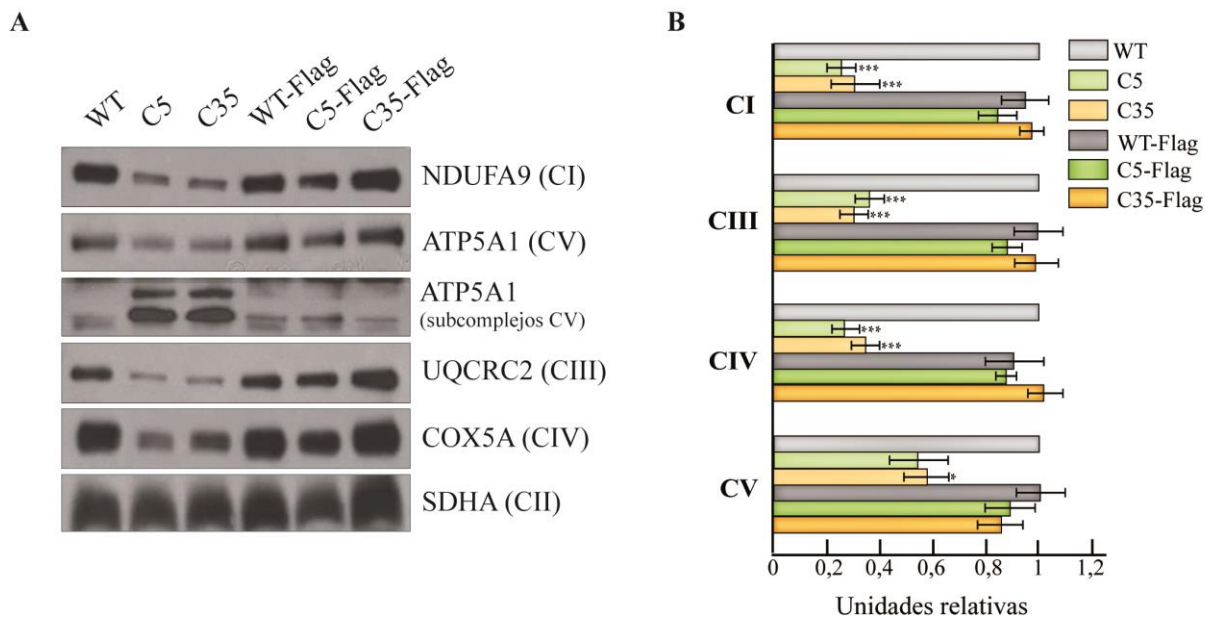 A
WT
C5
C35
WT-Flag
C5-Flag
C35-Flag
NDUFA9 (CI)
ATP5A1 (CV)
ATP5A1
(subcomplejos CV)
UQCRC2 (CIII)
COX5A (CIV)
SDHA (CII)
B
CI
***
***
CIII
***
***
CIV
***
***
CV
*
0
0,2
0,4
0,6
0,8
1
1,2
Unidades relativas
WT
C5
C35
WT-Flag
C5-Flag
C35-Flag